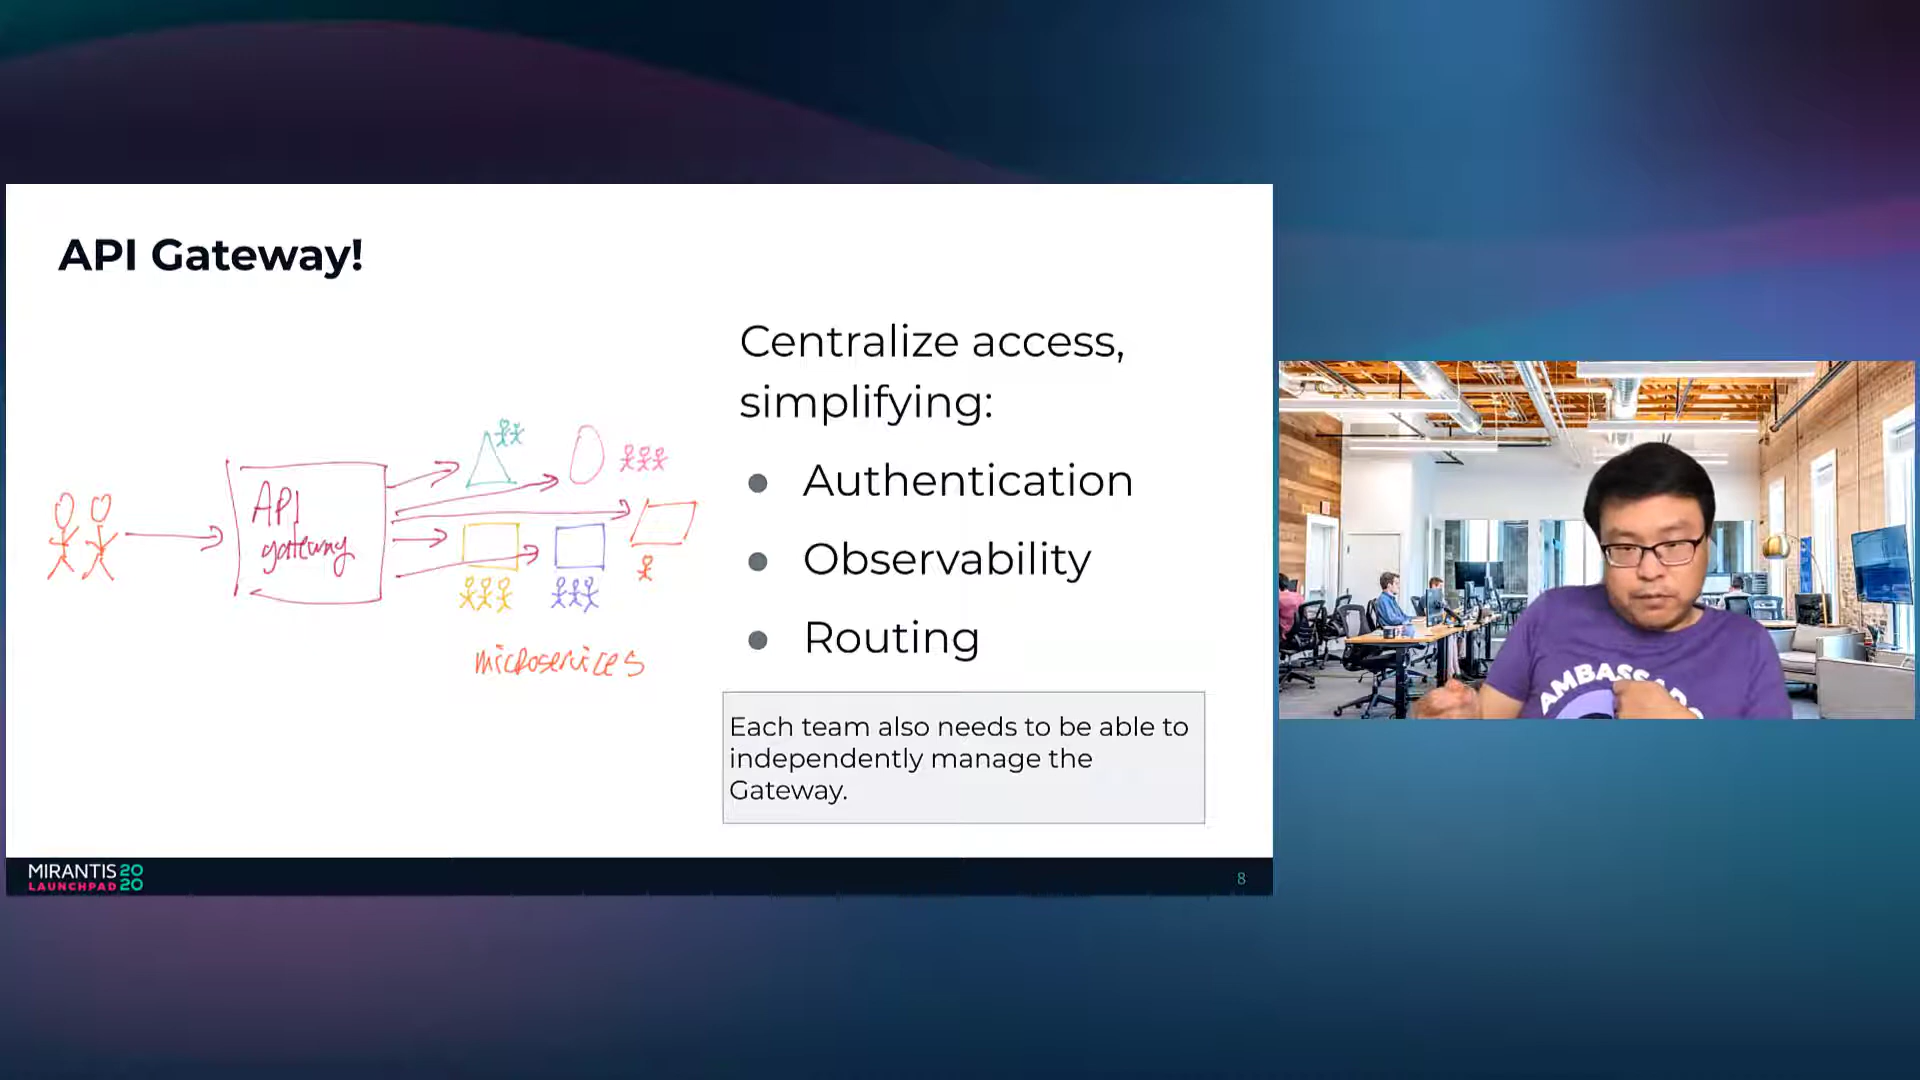 API Gateway!
Centralize access,
simplifying:
● Authentication
● Observability
● Routing
Each team also needs to be able to
independently manage the
Gateway.
API
gateway
microservices
MIRANTIS 20
LAUNCHPAD 20
8